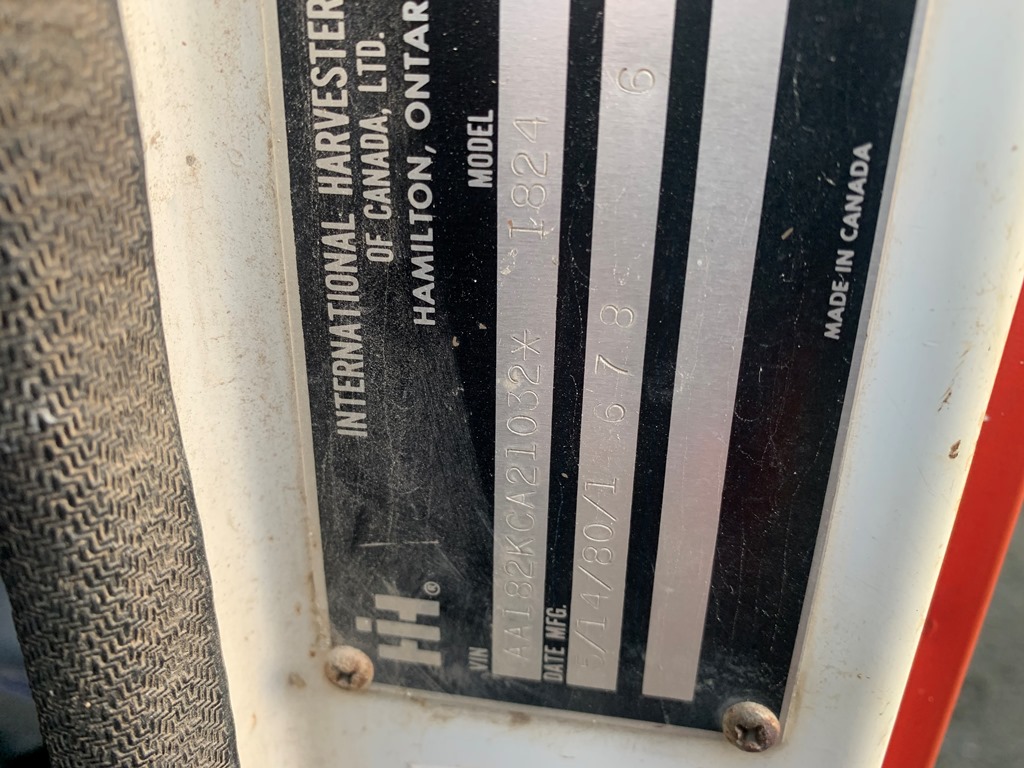 INTERNATIONAL HARVESTER
OF CANADA, LTD.
HAMILTON, ONTAR
IH ©
VIN MODEL
AA182KCA21032* 1824
DATE MFG.
/14/80/1 6 7 8 6
MADE IN CANADA